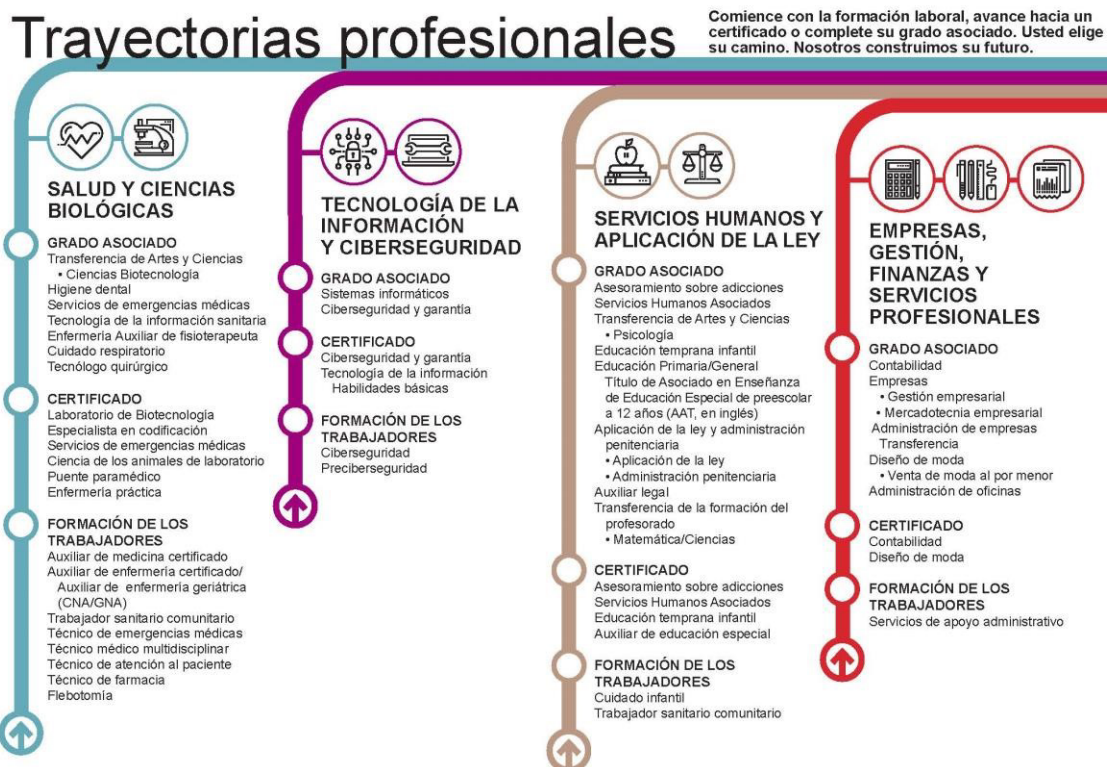 Trayectorias profesionales
Comience con la formación laboral, avance hacia un
certificado o complete su grado asociado. Usted elige
su camino. Nosotros construimos su futuro.
SALUD Y CIENCIAS
BIOLÓGICAS
GRADO ASOCIADO
Transferencia de Artes y Ciencias
• Ciencias Biotecnología
Higiene dental
Servicios de emergencias médicas
Tecnología de la información sanitaria
Enfermería Auxiliar de fisioterapeuta
Cuidado respiratorio
Tecnólogo quirúrgico
CERTIFICADO
Laboratorio de Biotecnología
Especialista en codificación
Servicios de emergencias médicas
Ciencia de los animales de laboratorio
Puente paramédico
Enfermería práctica
FORMACIÓN DE LOS
TRABAJADORES
Auxiliar de medicina certificado
Auxiliar de enfermería certificado/
Auxiliar de enfermería geriátrica
(CNA/GNA)
Trabajador sanitario comunitario
Técnico de emergencias médicas
Técnico médico multidisciplinar
Técnico de atención al paciente
Técnico de farmacia
Flebotomía
TECNOLOGÍA DE LA
INFORMACIÓN
Y CIBERSEGURIDAD
GRADO ASOCIADO
Sistemas informáticos
Ciberseguridad y garantía
CERTIFICADO
Ciberseguridad y garantía
Tecnología de la información
Habilidades básicas
FORMACIÓN DE LOS
TRABAJADORES
Ciberseguridad
Preciberseguridad
SERVICIOS HUMANOS Y
APLICACIÓN DE LA LEY
GRADO ASOCIADO
Asesoramiento sobre adicciones
Servicios Humanos Asociados
Transferencia de Artes y Ciencias
• Psicología
Educación temprana infantil
Educación Primaria/General
Título de Asociado en Enseñanza
de Educación Especial de preescolar
a 12 años (AAT, en inglés)
Aplicación de la ley y administración
penitenciaria
• Aplicación de la ley
• Administración penitenciaria
Auxiliar legal
Transferencia de la formación del
profesorado
• Matemática/Ciencias
CERTIFICADO
Asesoramiento sobre adicciones
Servicios Humanos Asociados
Educación temprana infantil
Auxiliar de educación especial
FORMACIÓN DE LOS
TRABAJADORES
Cuidado infantil
Trabajador sanitario comunitario
EMPRESAS,
GESTIÓN,
FINANZAS Y
SERVICIOS
PROFESIONALES
GRADO ASOCIADO
Contabilidad
Empresas
• Gestión empresarial
• Mercadotecnia empresarial
Administración de empresas
Transferencia
Diseño de moda
• Venta de moda al por menor
Administración de oficinas
CERTIFICADO
Contabilidad
Diseño de moda
FORMACIÓN DE LOS
TRABAJADORES
Servicios de apoyo administrativo